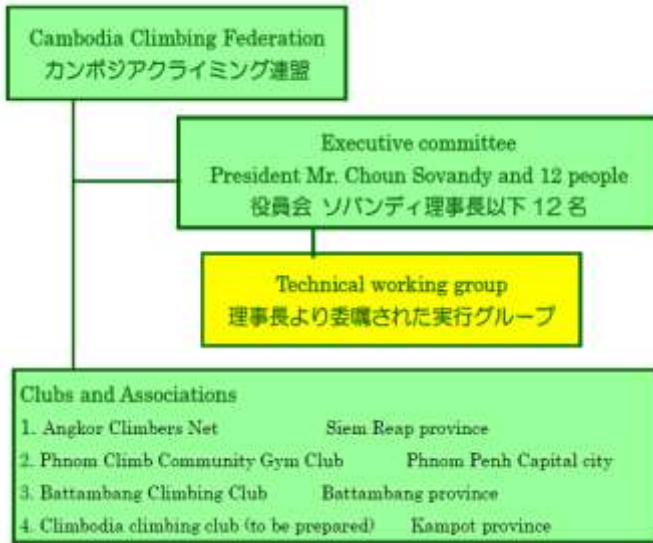 Cambodia Climbing Federation
カンボジアクライミング連盟
Executive committee
President Mr. Choun Sovandy and 12 people
役員会 ソバンディ理事長以下 12 名
Technical working group
理事長より委嘱された実行グループ
Clubs and Associations
1. Angkor Climbers Net Siem Reap province
2. Phnom Climb Community Gym Club Phnom Penh Capital city
3. Battambang Climbing Club Battambang province
4. Climbodia climbing club (to be prepared) Kampot province